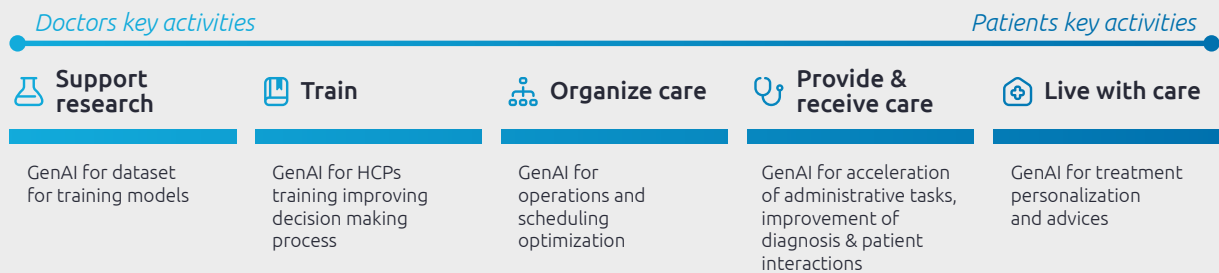 Doctors key activities
Patients key activities
Support
research
Train
Organize care
Provide &
receive care
Live with care
GenAI for dataset
for training models
GenAI for HCPs
training improving
decision making
process
GenAI for
operations and
scheduling
optimization
GenAI for acceleration
of administrative tasks,
improvement of
diagnosis & patient
interactions
GenAI for treatment
personalization
and advices